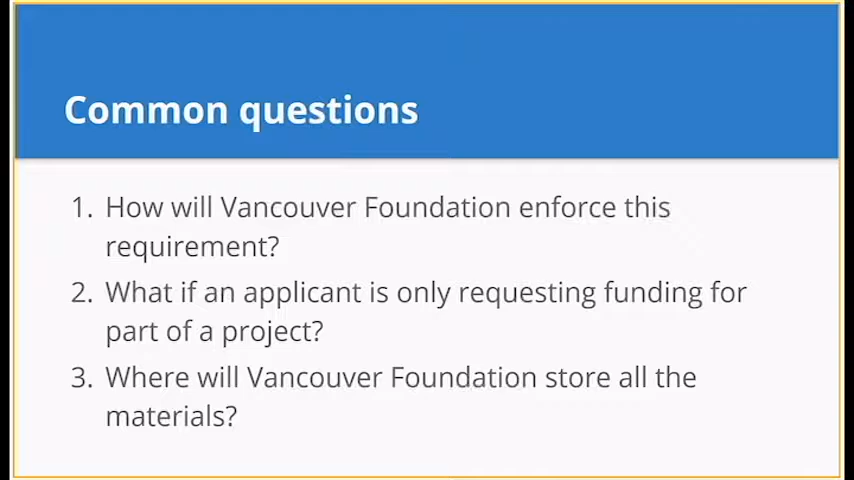 Common questions
1. How will Vancouver Foundation enforce this
requirement?
2. What if an applicant is only requesting funding for
part of a project?
3. Where will Vancouver Foundation store all the
materials?